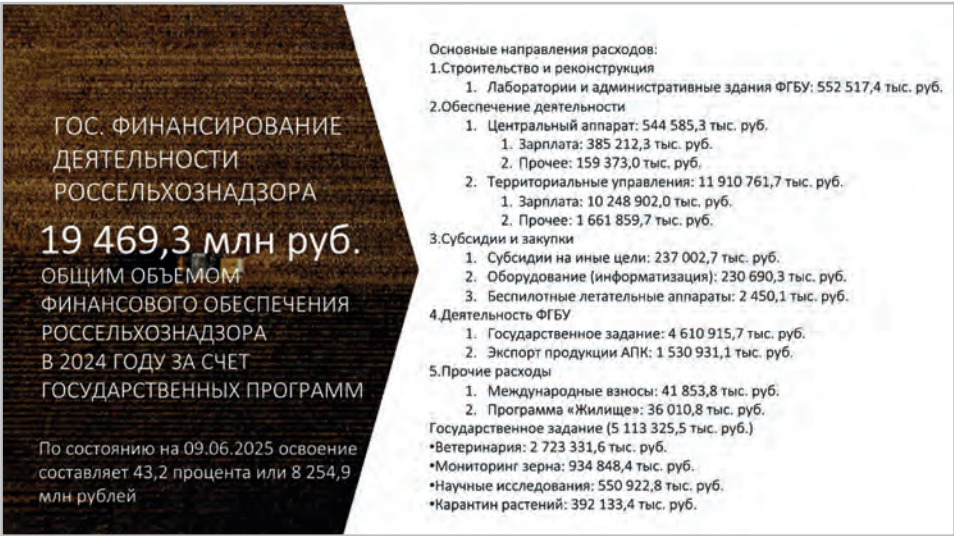 ГОС. ФИНАНСИРОВАНИЕ
ДЕЯТЕЛЬНОСТИ
РОССЕЛЬХОЗНАДЗОРА
19 469,3 млн руб.
ОБЩИМ ОБЪЕМОМ
ФИНАНСОВОГО ОБЕСПЕЧЕНИЯ
РОССЕЛЬХОЗНАДЗОРА
В 2024 ГОДУ ЗА СЧЕТ
ГОСУДАРСТВЕННЫХ ПРОГРАММ
По состоянию на 09.06.2025 освоение
составляет 43,2 процента или 8 254,9
млн рублей
Основные направления расходов:
1.Строительство и реконструкция
1. Лаборатории и административные здания ФГБУ: 552 517,4 тыс. руб.
2.Обеспечение деятельности
1. Центральный аппарат: 544 585,3 тыс. руб.
1. Зарплата: 385 212,3 тыс. руб.
2. Прочее: 159 373,0 тыс. руб.
2. Территориальные управления: 11 910 761,7 тыс. руб.
1. Зарплата: 10 248 902,0 тыс. руб.
2. Прочее: 1 661 859,7 тыс. руб.
3.Субсидии и закупки
1. Субсидии на иные цели: 237 002,7 тыс. руб.
2. Оборудование (информатизация): 230 690,3 тыс. руб.
3. Беспилотные летательные аппараты: 2 450,1 тыс. руб.
4.Деятельность ФГБУ
1. Государственное задание: 4 610 915,7 тыс. руб.
2. Экспорт продукции АПК: 1 530 931,1 тыс. руб.
5.Прочие расходы
1. Международные взносы: 41 853,8 тыс. руб.
2. Программа «Жилище»: 36 010,8 тыс. руб.
Государственное задание (5 113 325,5 тыс. руб.)
•Ветеринария: 2 723 331,6 тыс. руб.
•Мониторинг зерна: 934 848,4 тыс. руб.
•Научные исследования: 550 922,8 тыс. руб.
•Карантин растений: 392 133,4 тыс. руб.